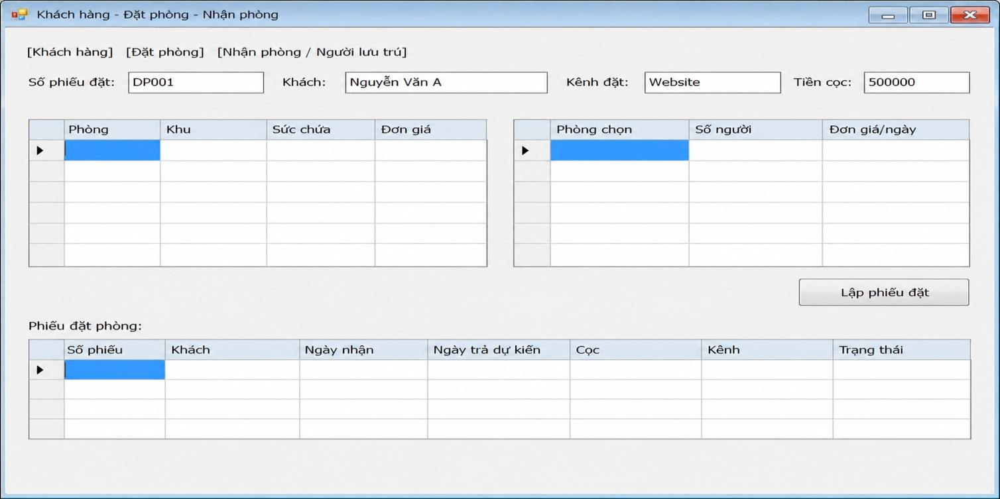 Khách hàng - Đặt phòng - Nhận phòng
[Khách hàng] [Đặt phòng] [Nhận phòng / Người lưu trú]
Số phiếu đặt: DP001 Khách: Nguyễn Văn A Kênh đặt: Website Tiền cọc: 500000
Phòng Khu Sức chứa Đơn giá Phòng chọn Số người Đơn giá/ngày
Lập phiếu đặt
Phiếu đặt phòng:
Số phiếu Khách Ngày nhận Ngày trả dự kiến Cọc Kênh Trạng thái